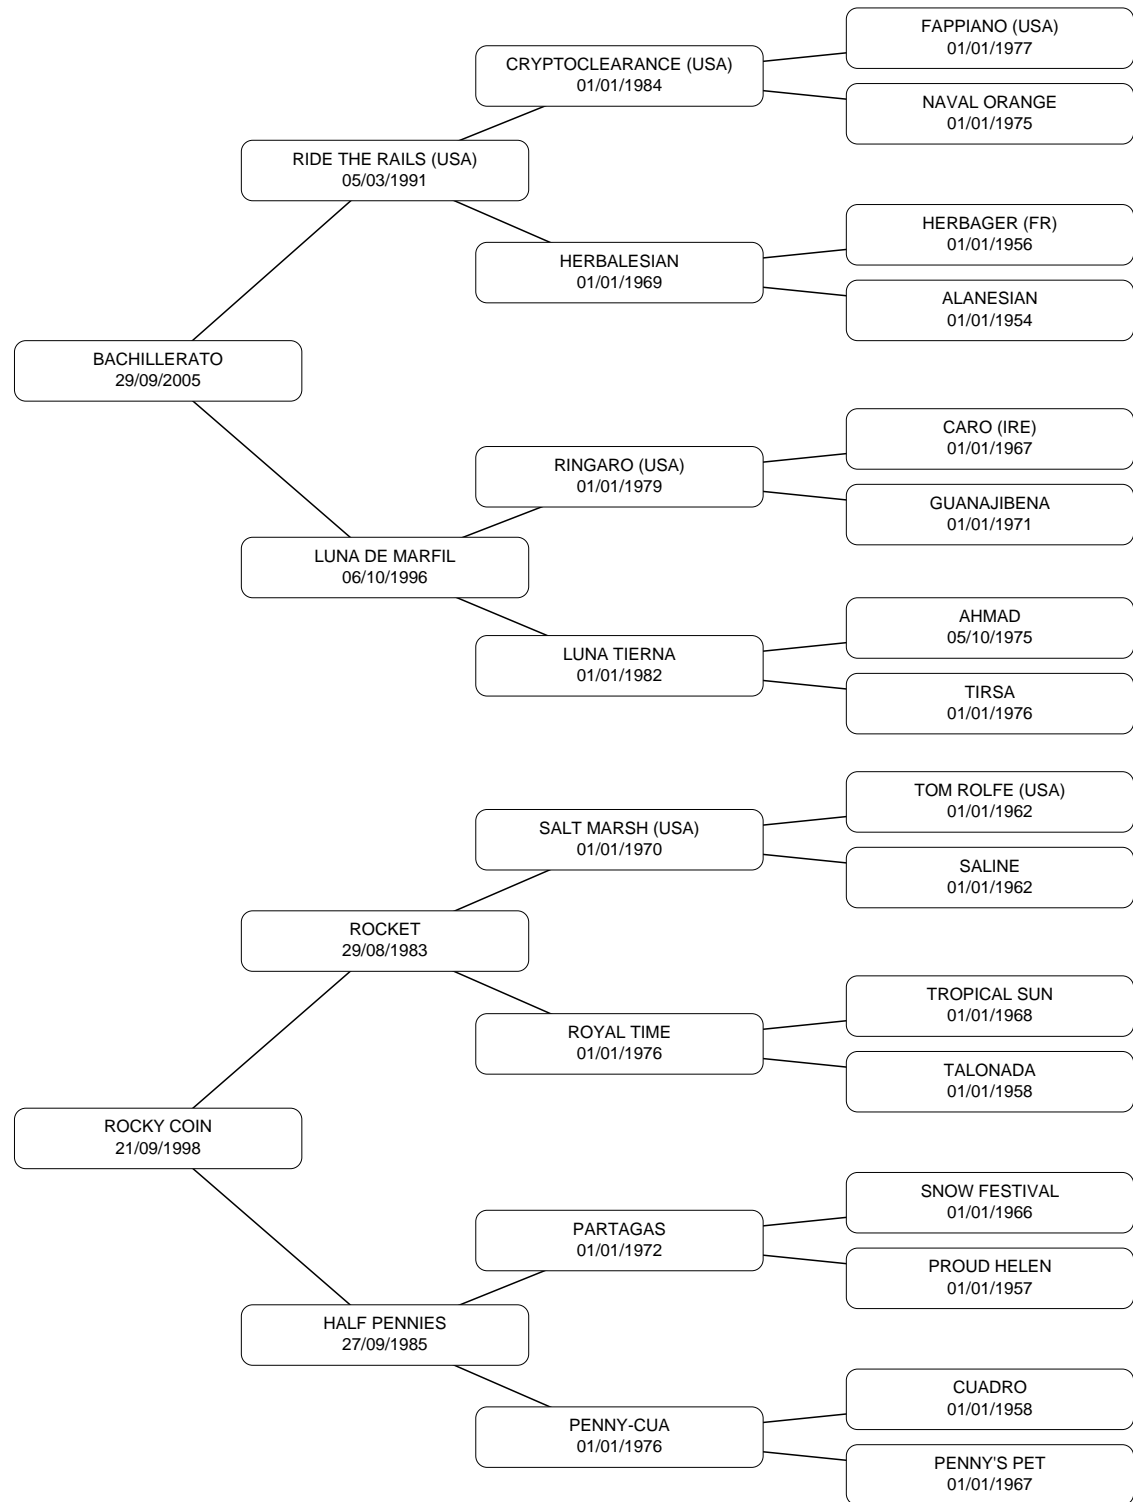 FAPPIANO (USA)
01/01/1977
CRYPTOCLEARANCE (USA)
01/01/1984
NAVAL ORANGE
01/01/1975
RIDE THE RAILS (USA)
05/03/1991
HERBAGER (FR)
01/01/1956
HERBALESIAN
01/01/1969
ALANESIAN
01/01/1954
BACHILLERATO
29/09/2005
CARO (IRE)
01/01/1967
RINGARO (USA)
01/01/1979
GUANAJIBENA
01/01/1971
LUNA DE MARFIL
06/10/1996
AHMAD
05/10/1975
LUNA TIERNA
01/01/1982
TIRSA
01/01/1976
TOM ROLFE (USA)
01/01/1962
SALT MARSH (USA)
01/01/1970
SALINE
01/01/1962
ROCKET
29/08/1983
TROPICAL SUN
01/01/1968
ROYAL TIME
01/01/1976
TALONADA
01/01/1958
ROCKY COIN
21/09/1998
SNOW FESTIVAL
01/01/1966
PARTAGAS
01/01/1972
PROUD HELEN
01/01/1957
HALF PENNIES
27/09/1985
CUADRO
01/01/1958
PENNY-CUA
01/01/1976
PENNY'S PET
01/01/1967